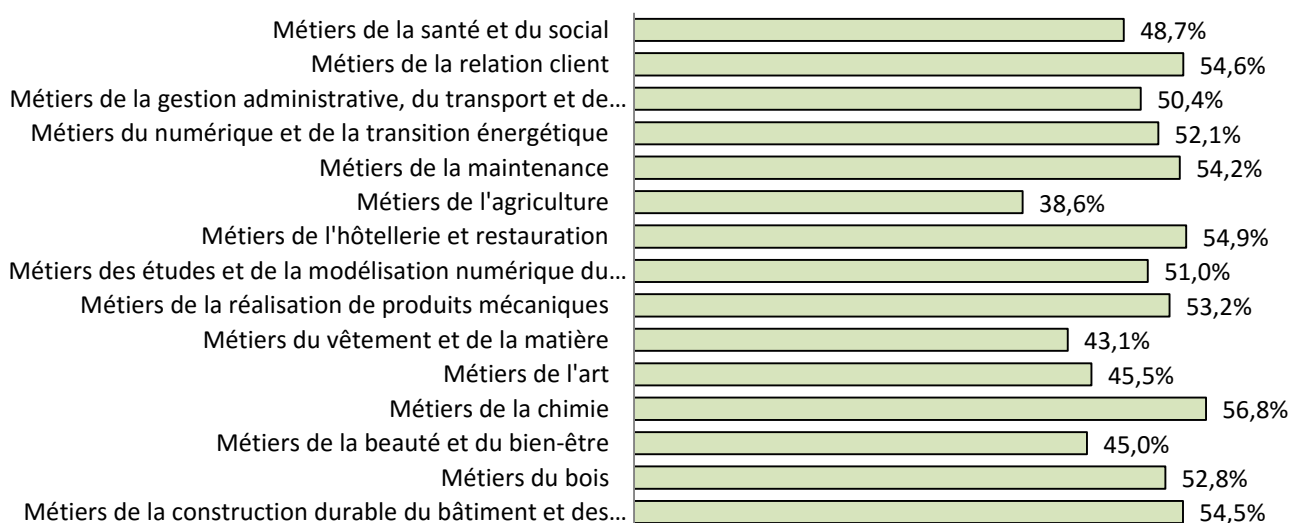 Métiers de la santé et du social 48,7%
Métiers de la relation client 54,6%
Métiers de la gestion administrative, du transport et de… 50,4%
Métiers du numérique et de la transition énergétique 52,1%
Métiers de la maintenance 54,2%
Métiers de l'agriculture 38,6%
Métiers de l'hôtellerie et restauration 54,9%
Métiers des études et de la modélisation numérique du… 51,0%
Métiers de la réalisation de produits mécaniques 53,2%
Métiers du vêtement et de la matière 43,1%
Métiers de l'art 45,5%
Métiers de la chimie 56,8%
Métiers de la beauté et du bien-être 45,0%
Métiers du bois 52,8%
Métiers de la construction durable du bâtiment et des… 54,5%